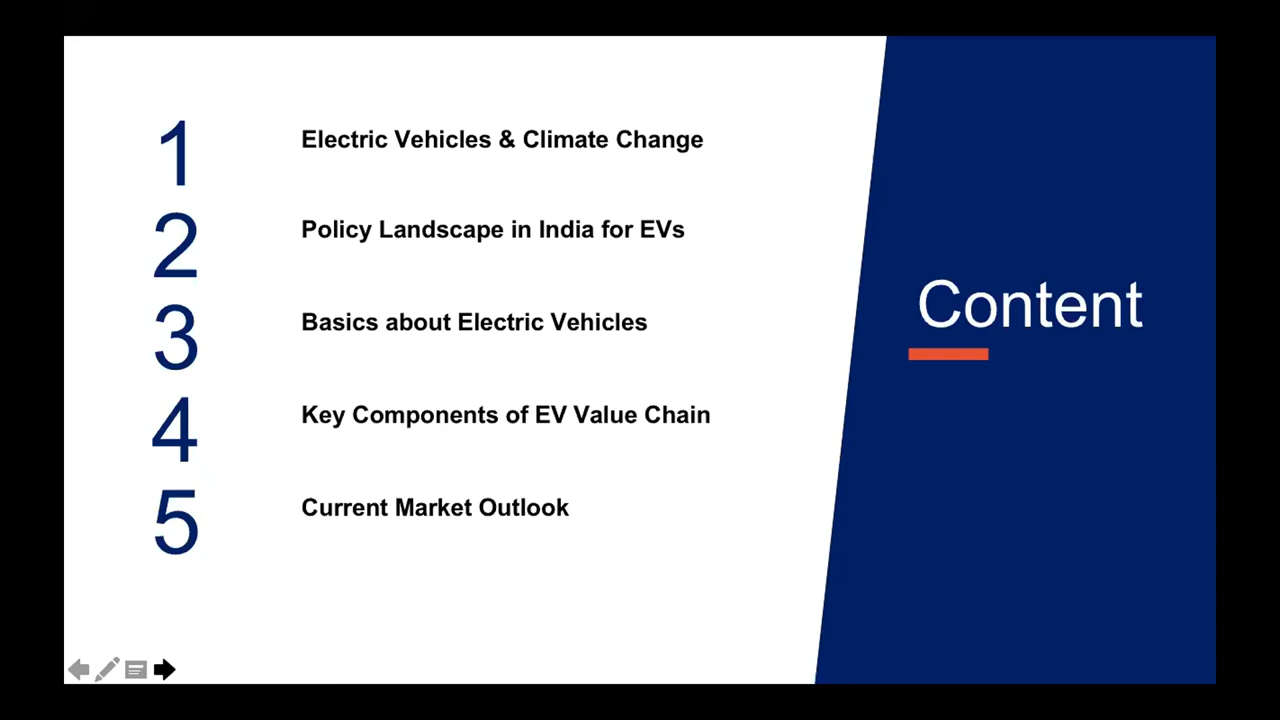 1 Electric Vehicles & Climate Change
2 Policy Landscape in India for EVs
3 Basics about Electric Vehicles
4 Key Components of EV Value Chain
5 Current Market Outlook
Content